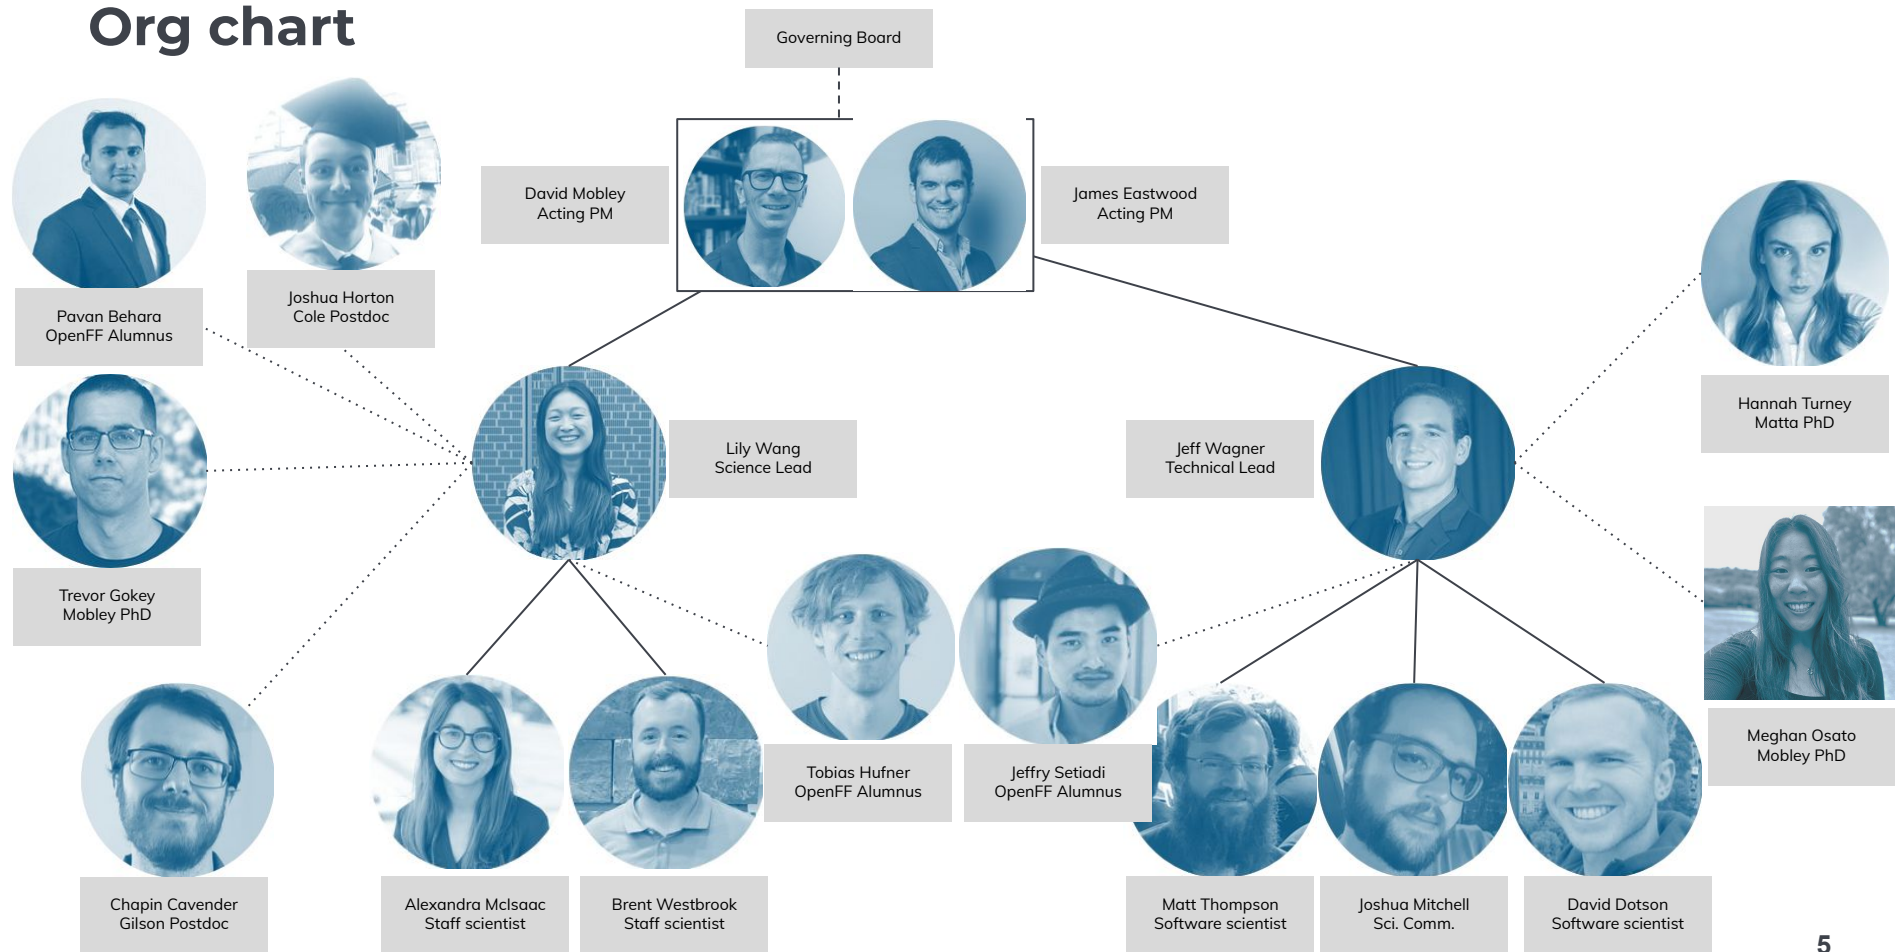 Org chart
Governing Board
David Mobley
Acting PM
James Eastwood
Acting PM
Pavan Behara
OpenFF Alumnus
Joshua Horton
Cole Postdoc
Hannah Turney
Matta PhD
Lily Wang
Science Lead
Jeff Wagner
Technical Lead
Trevor Gokey
Mobley PhD
Meghan Osato
Mobley PhD
Tobias Hufner
OpenFF Alumnus
Jeffry Setiadi
OpenFF Alumnus
Chapin Cavender
Gilson Postdoc
Alexandra McIsaac
Staff scientist
Brent Westbrook
Staff scientist
Matt Thompson
Software scientist
Joshua Mitchell
Sci. Comm.
David Dotson
Software scientist
5